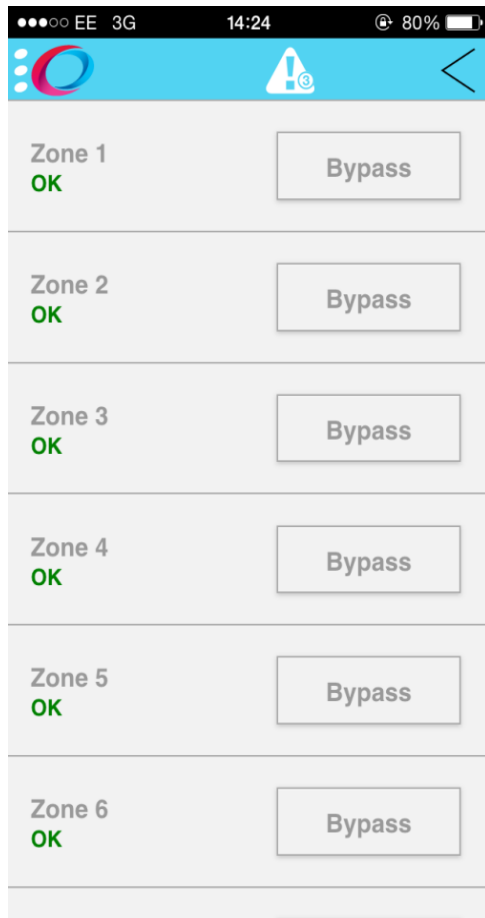 EE 3G 14:24 80%
3
Zone 1
OK
Bypass
Zone 2
OK
Bypass
Zone 3
OK
Bypass
Zone 4
OK
Bypass
Zone 5
OK
Bypass
Zone 6
OK
Bypass